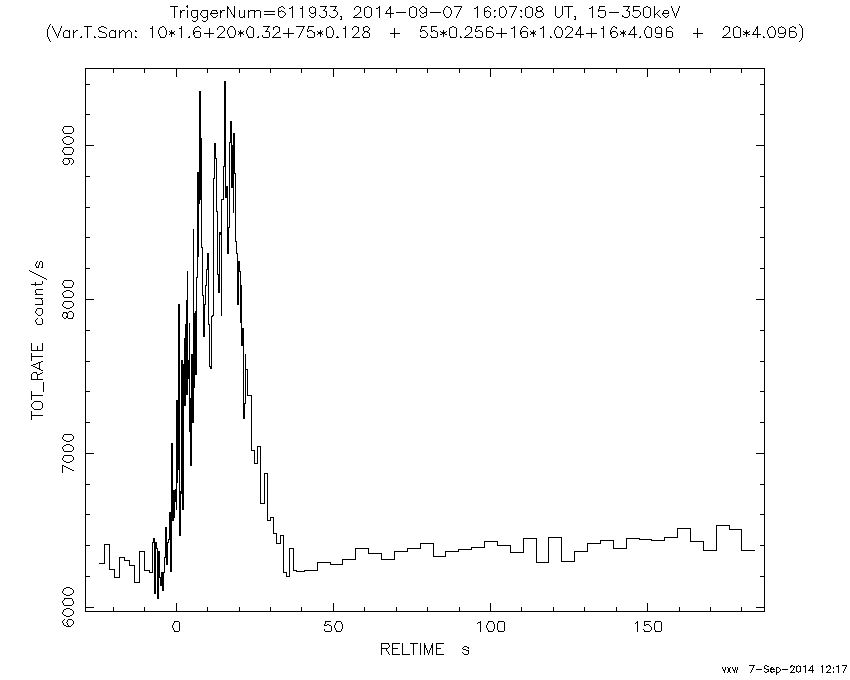 TriggerNum=611933, 2014-09-07 16:07:08 UT, 15-350keV
(Var.T.Sam: 10*1.6+20*0.32+75*0.128 + 55*0.256+16*1.024+16*4.096 + 20*4.096)
9000
8000
7000
6000
TOT_RATE count/s
0 50 100 150
RELTIME s
vxw 7-Sep-2014 12:17